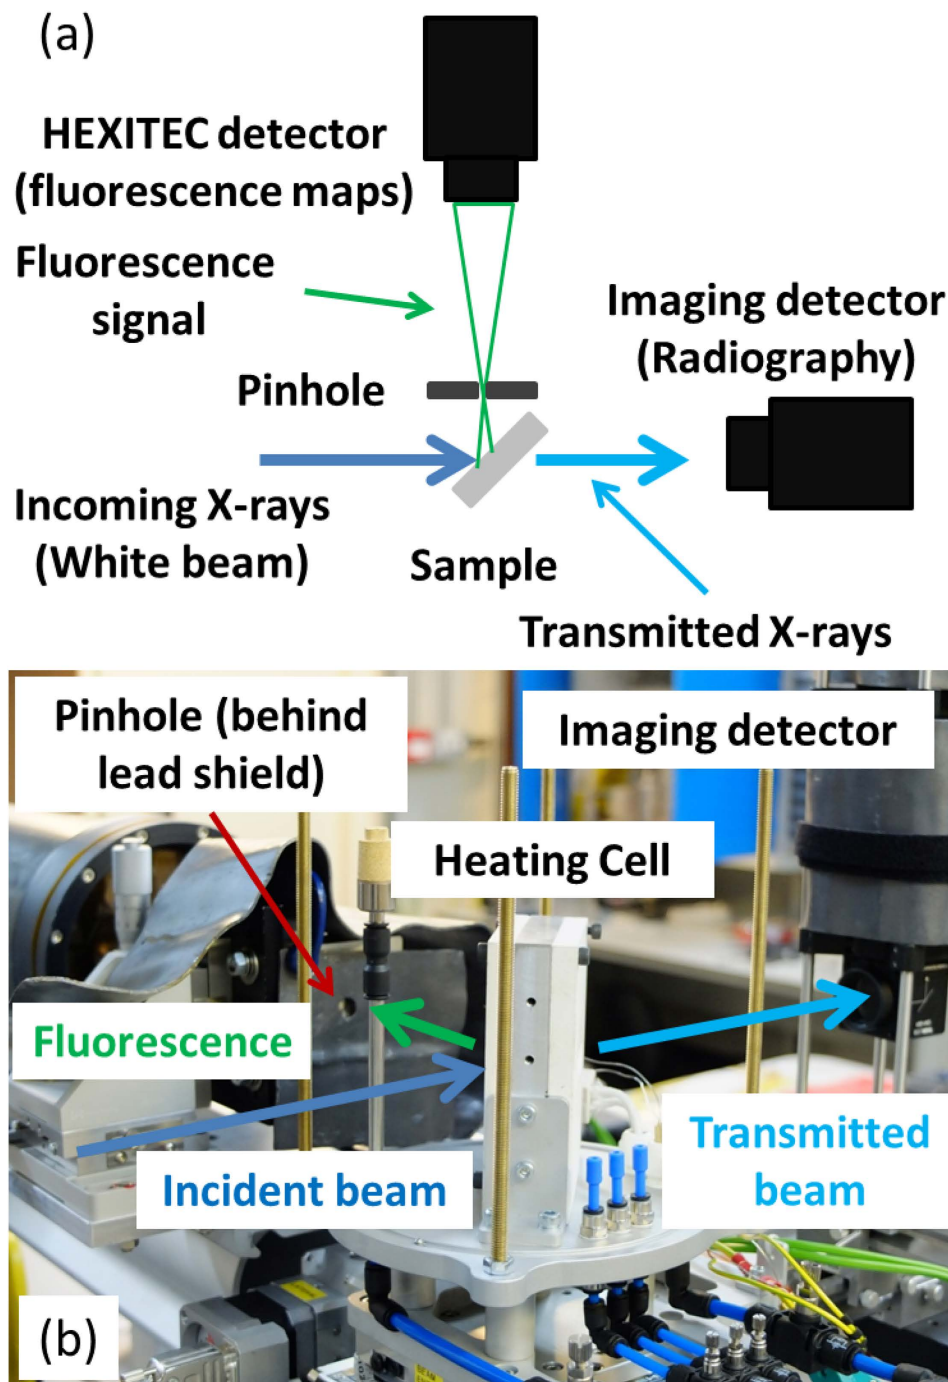 (a)
HEXITEC detector
(fluorescence maps)
Fluorescence
signal
Imaging detector
(Radiography)
Pinhole
Incoming X-rays
(White beam)
Sample
Transmitted X-rays
Pinhole (behind
lead shield)
Imaging detector
Heating Cell
Fluorescence
Incident beam
Transmitted
beam
(b)